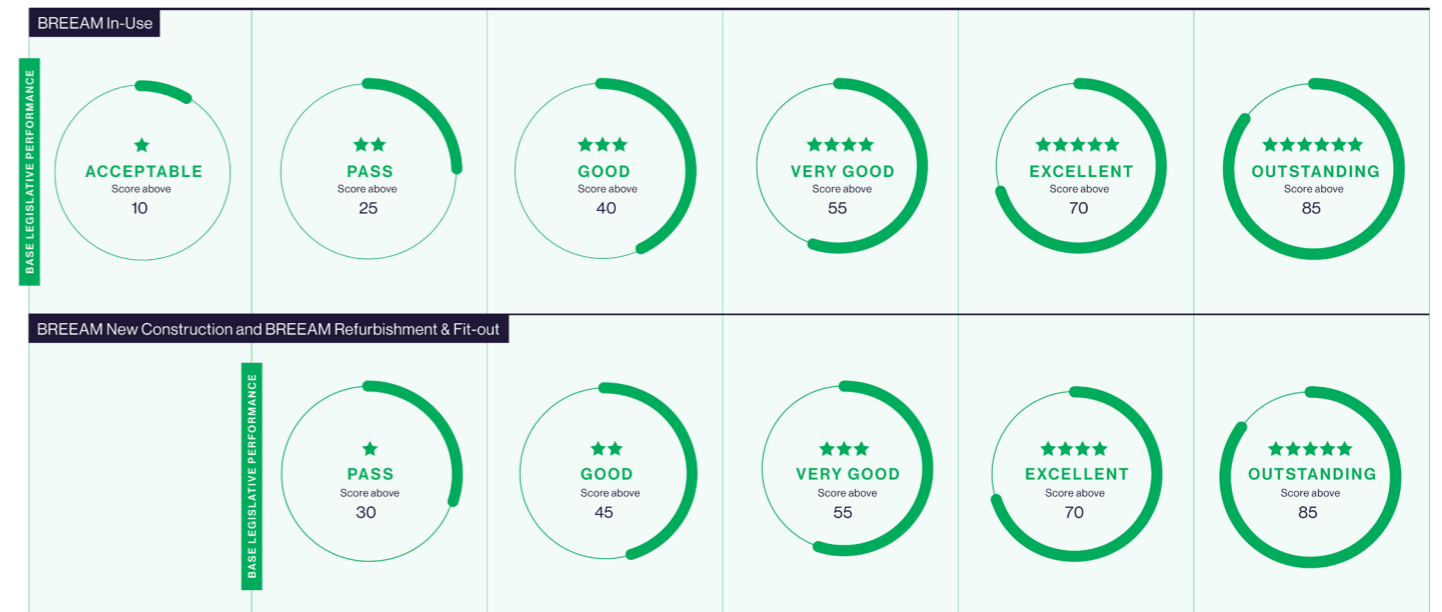 BREEAM In-Use
BASE LEGISLATIVE PERFORMANCE
ACCEPTABLE
Score above
10
PASS
Score above
25
GOOD
Score above
40
VERY GOOD
Score above
55
EXCELLENT
Score above
70
OUTSTANDING
Score above
85
BREEAM New Construction and BREEAM Refurbishment & Fit-out
BASE LEGISLATIVE PERFORMANCE
PASS
Score above
30
GOOD
Score above
45
VERY GOOD
Score above
55
EXCELLENT
Score above
70
OUTSTANDING
Score above
85